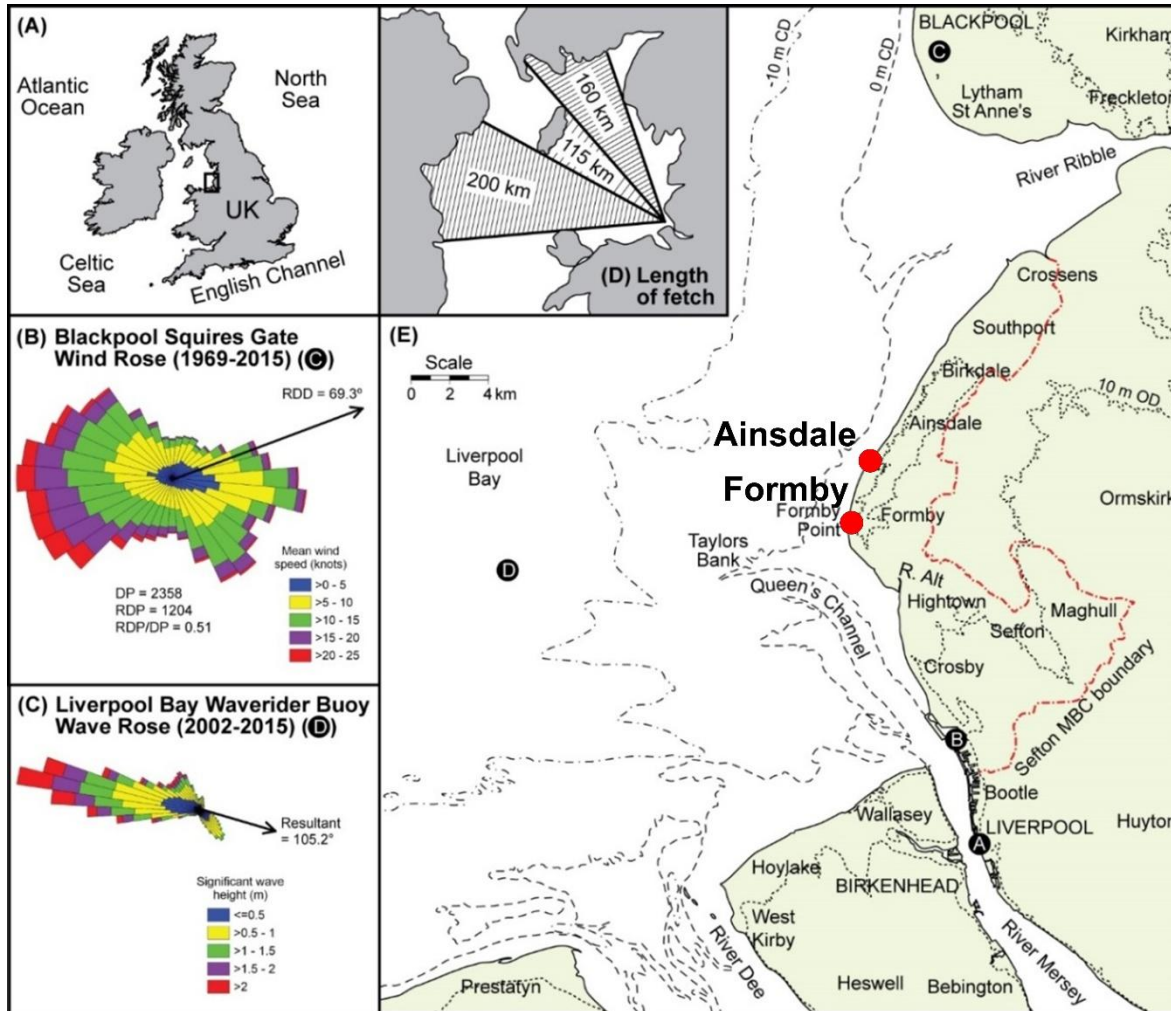 (A)
Atlantic
Ocean
North
Sea
UK
Celtic
Sea
English Channel
160 km
115 km
200 km
(D) Length
of fetch
(B) Blackpool Squires Gate
Wind Rose (1969-2015) (C)
RDD = 69.3º
DP = 2358
RDP = 1204
RDP/DP = 0.51
Mean wind
speed (knots)
>0 - 5
>5 - 10
>10 - 15
>15 - 20
>20 - 25
(C) Liverpool Bay Waverider Buoy
Wave Rose (2002-2015) (D)
Resultant
= 105.2°
Significant wave
height (m)
<=0.5
>0.5 - 1
>1 - 1.5
>1.5 - 2
>2
(E)
Scale
0 2 4 km
-10 m CD
0 m CD
BLACKPOOL
C
Kirkham
Lytham
St Anne's
Freckleton
River Ribble
Crossens
Southport
Birkdale
10 m OD
Ainsdale
Ainsdale
Liverpool
Bay
Formby
Ormskirk
Formby
Point
Formby
Taylors
Bank
D
Queen's Channel
R. Alt
Hightown
Maghull
Sefton
Crosby
Sefton MBC boundary
B
Bootle
Wallasey
LIVERPOOL
Huyton
A
Hoylake
BIRKENHEAD
West
Kirby
River Dee
River Mersey
Heswell
Bebington
Prestatyn